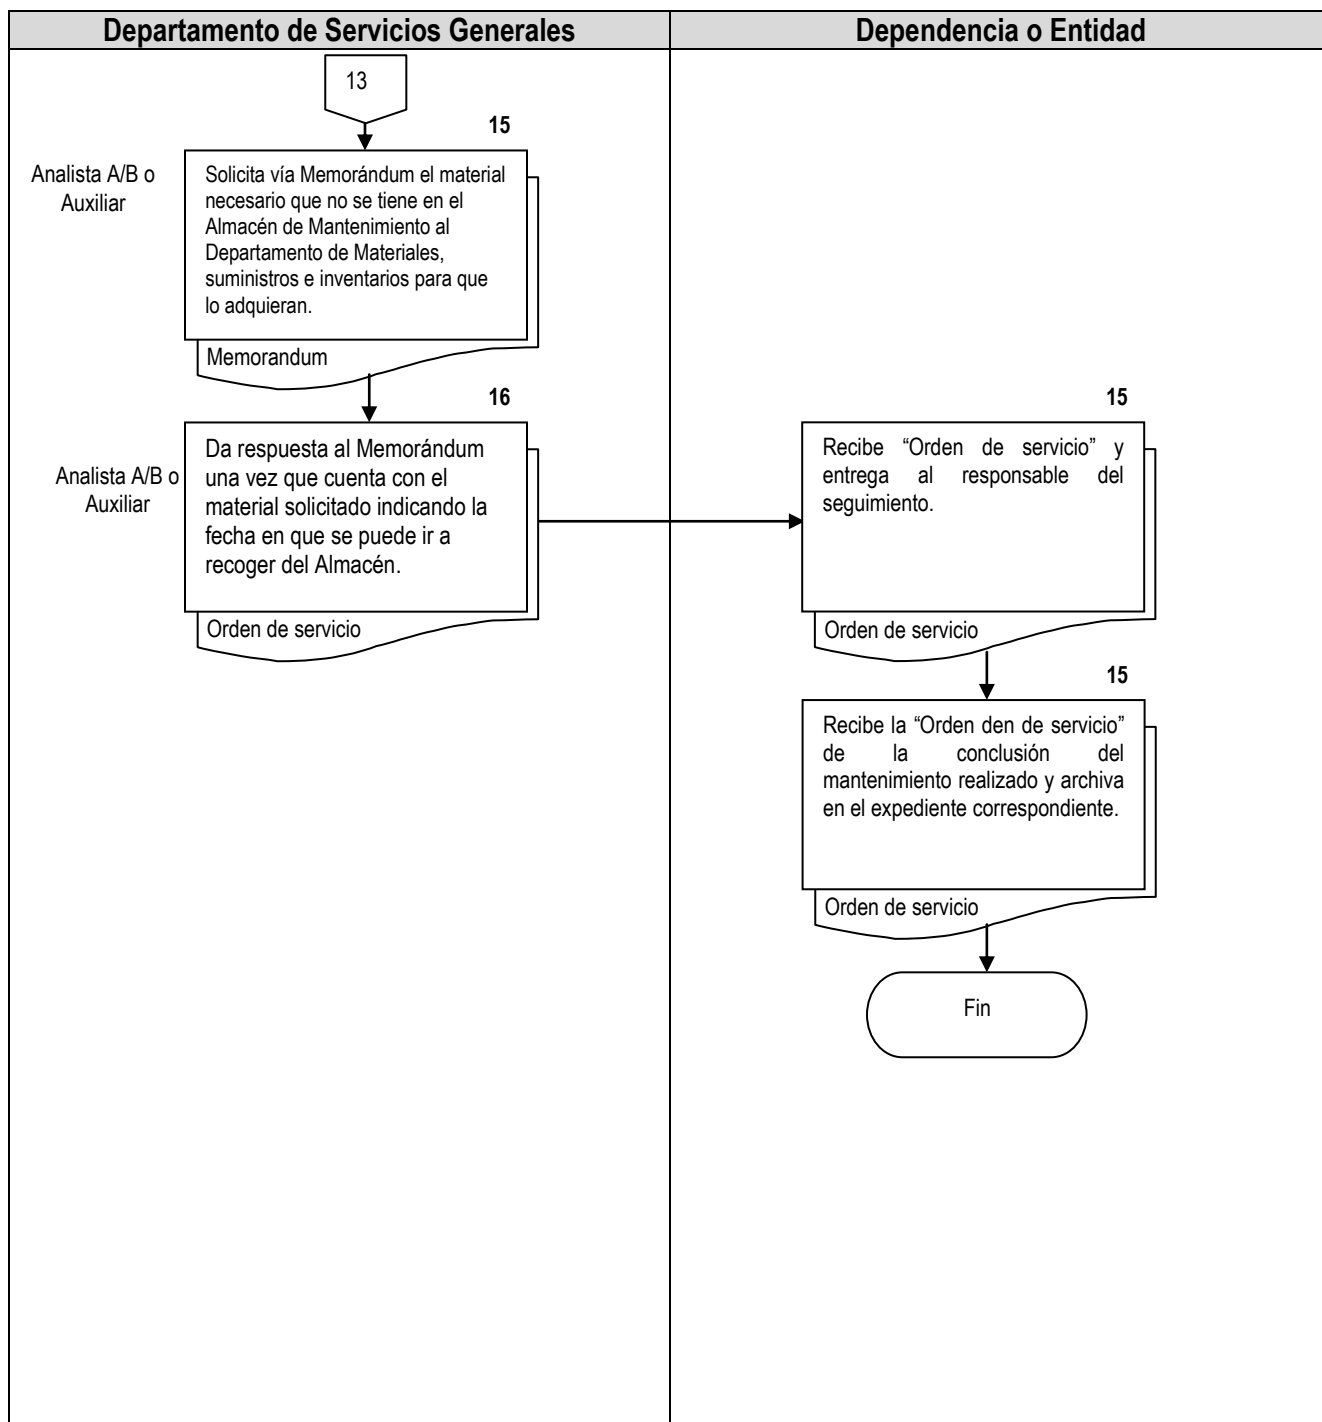 Departamento de Servicios Generales
Dependencia o Entidad
13
15
Analista A/B o
Auxiliar
Solicita vía Memorándum el material
necesario que no se tiene en el
Almacén de Mantenimiento al
Departamento de Materiales,
suministros e inventarios para que
lo adquieran.
Memorandum
16
Analista A/B o
Auxiliar
Da respuesta al Memorándum
una vez que cuenta con el
material solicitado indicando la
fecha en que se puede ir a
recoger del Almacén.
Orden de servicio
15
Recibe “Orden de servicio” y
entrega al responsable del
seguimiento.
Orden de servicio
15
Recibe la “Orden den de servicio”
de la conclusión del
mantenimiento realizado y archiva
en el expediente correspondiente.
Orden de servicio
Fin